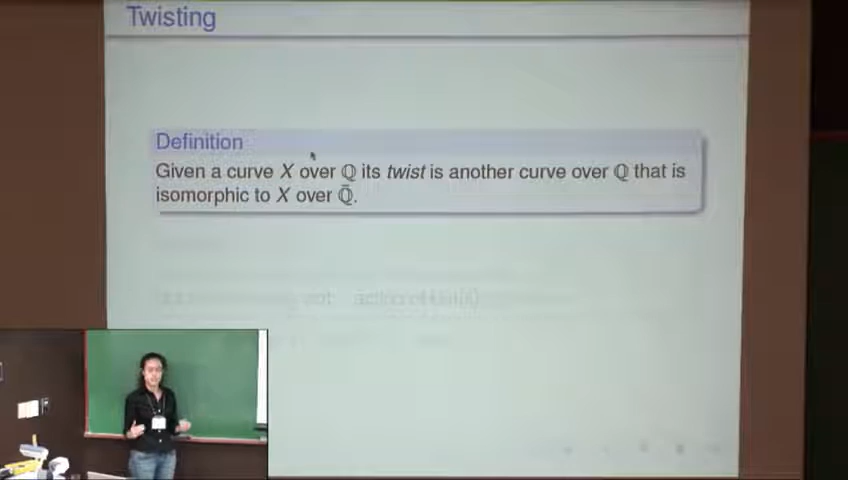 Twisting
Definition
Given a curve X over ℚ its twist is another curve over ℚ that is
isomorphic to X over ℚ̄.